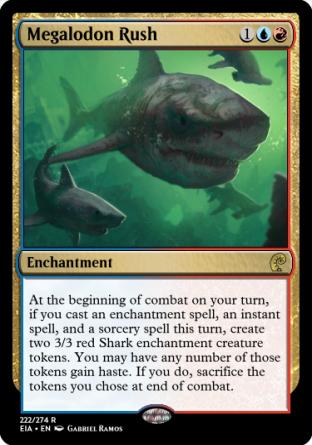 Megalodon Rush 1
Enchantment
At the beginning of combat on your turn,
if you cast an enchantment spell, an instant
spell, and a sorcery spell this turn, create
two 3/3 red Shark enchantment creature
tokens. You may have any number of those
tokens gain haste. If you do, sacrifice the
tokens you chose at end of combat.
222/274 R
EIA • EN Gabriel Ramos